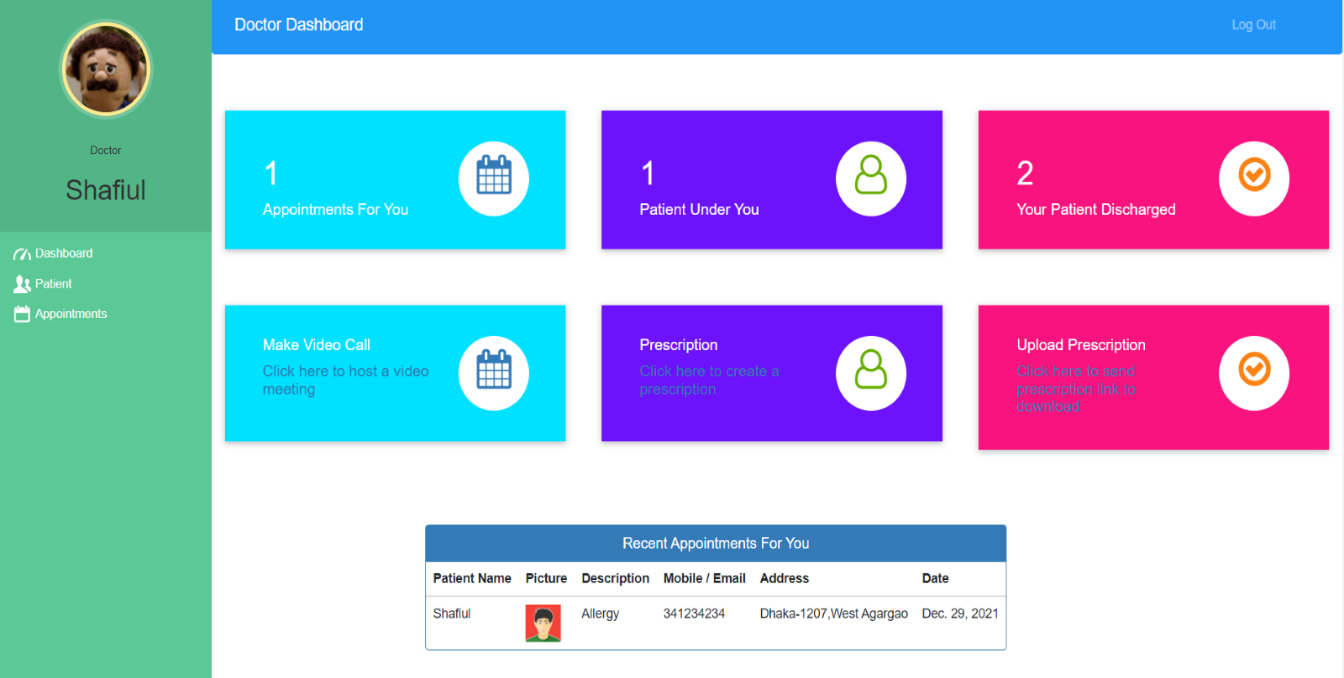 Doctor
Shafiul
Dashboard
Patient
Appointments
Doctor Dashboard
Log Out
1
Appointments For You
1
Patient Under You
2
Your Patient Discharged
Make Video Call
Click here to host a video
meeting
Prescription
Click here to create a
prescription
Upload Prescription
Click here to send
prescription link to
download
Recent Appointments For You
Patient Name Picture Description Mobile / Email Address Date
Shafiul Allergy 341234234 Dhaka-1207,West Agargao Dec. 29, 2021